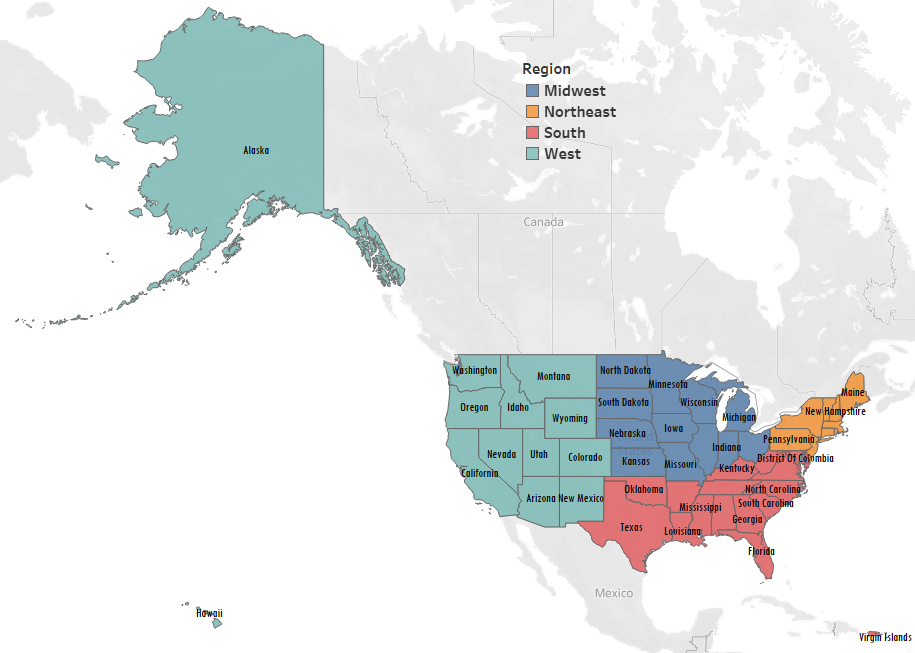 Region
Midwest
Northeast
South
West
Alaska
Canada
Washington
Montana
North Dakota
Minnesota
Maine
Oregon
Idaho
Wyoming
South Dakota
Wisconsin
Michigan
New Hampshire
Nebraska
Iowa
Pennsylvania
Nevada
Utah
Colorado
Kansas
States
Missouri
Indiana
District Of Columbia
California
Kentucky
Arizona
New Mexico
Oklahoma
North Carolina
Mississippi
South Carolina
Texas
Louisiana
Georgia
Florida
Mexico
Hawaii
Virgin Islands